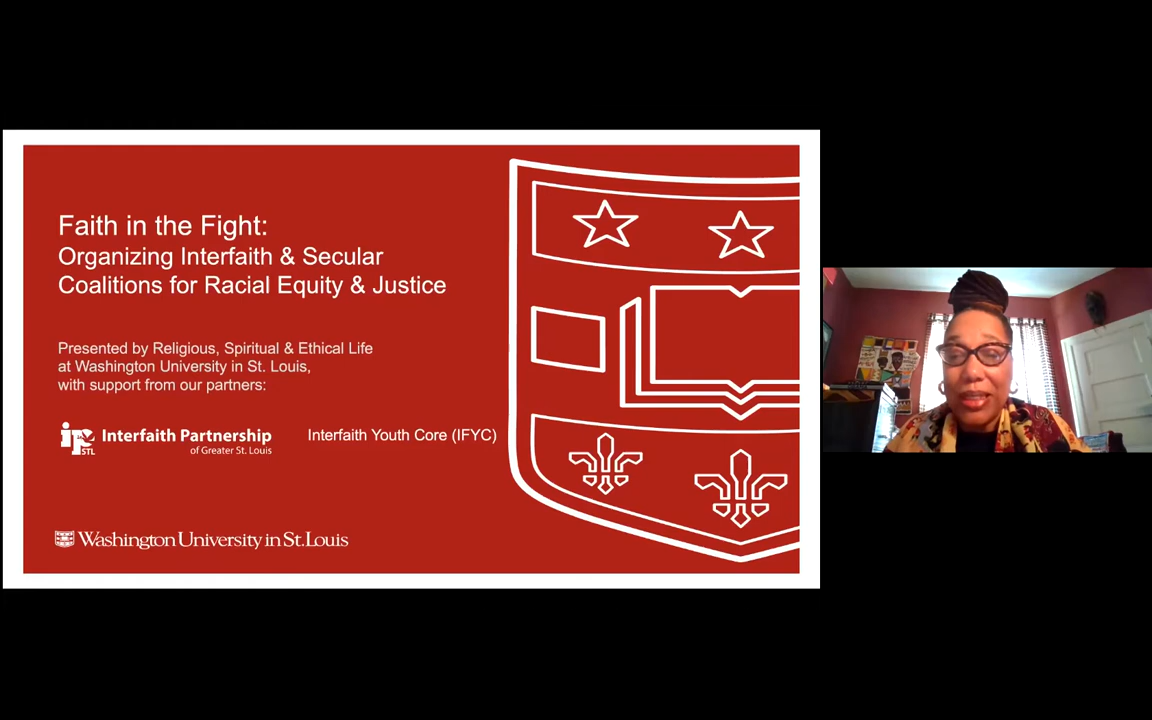 Faith in the Fight:
Organizing Interfaith & Secular
Coalitions for Racial Equity & Justice
Presented by Religious, Spiritual & Ethical Life
at Washington University in St. Louis,
with support from our partners:
ip STL Interfaith Partnership
of Greater St. Louis
Interfaith Youth Core (IFYC)
Washington University in St. Louis